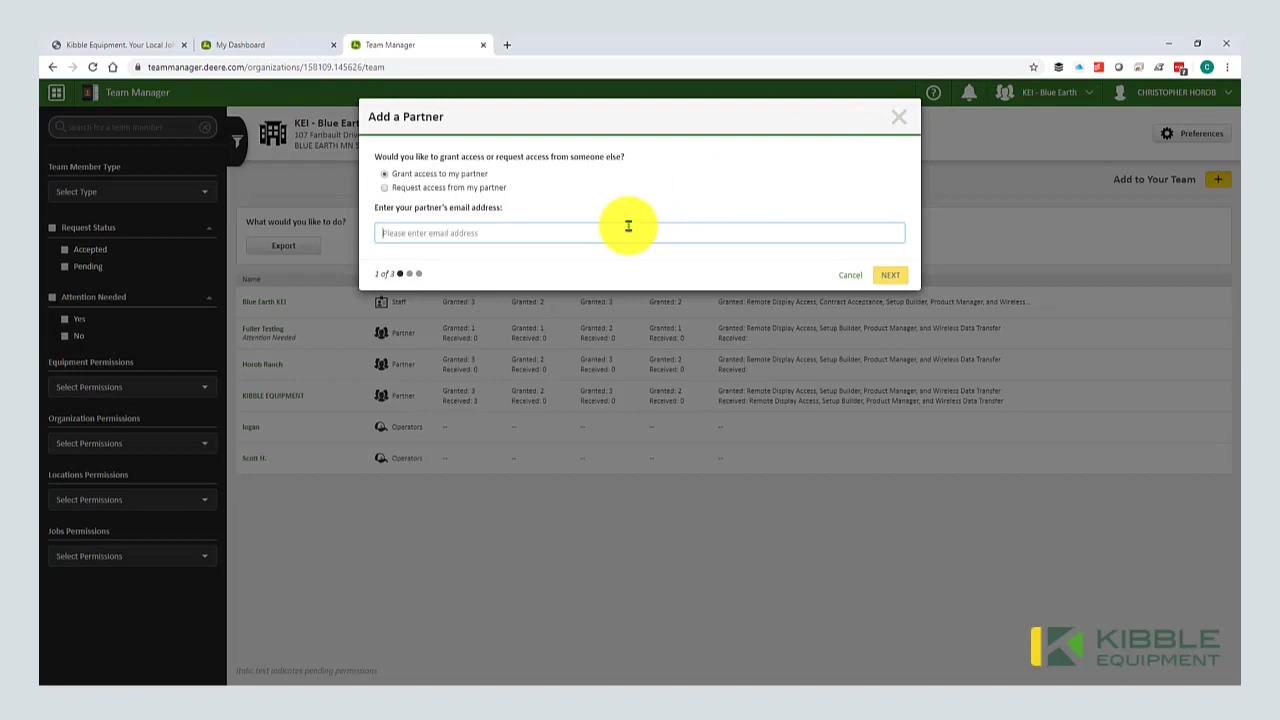 Kibble Equipment. Your Local Jo
My Dashboard
Team Manager
teammanager.deere.com/organizations/158109.145626/team
Team Manager
KEI - Blue Earth
CHRISTOPHER HOROB
search for a team member ...
Team Member Type
Select Type
Request Status
Accepted
Pending
Attention Needed
Yes
No
Equipment Permissions
Select Permissions
Organization Permissions
Select Permissions
Locations Permissions
Select Permissions
Jobs Permissions
Select Permissions
KEI - Blue Eart
107 Fairbault Driv
BLUE EARTH MN 5
Preferences
Add to Your Team
What would you like to do?
Export
Add a Partner
Would you like to grant access or request access from someone else?
Grant access to my partner
Request access from my partner
Enter your partner's email address:
Please enter email address
1 of 3
Cancel
NEXT
Name
Blue Earth KEI Staff Granted: 3 Granted: 2 Granted: 3 Granted: 2 Granted: Remote Display Access, Contract Acceptance, Setup Builder, Product Manager, and Wireless...
Fuller Testing Partner Granted: 1 Granted: 1 Granted: 2 Granted: 1 Granted: Remote Display Access, Setup Builder, Product Manager, and Wireless Data Transfer
Attention Needed Received: 0 Received: 0 Received: 0 Received: 0 Received:
Horob Ranch Partner Granted: 3 Granted: 2 Granted: 3 Granted: 2 Granted: Remote Display Access, Setup Builder, Product Manager, and Wireless Data Transfer
Received: 0 Received: 0 Received: 0 Received: 0 Received:
KIBBLE EQUIPMENT Partner Granted: 3 Granted: 2 Granted: 3 Granted: 2 Granted: Remote Display Access, Setup Builder, Product Manager, and Wireless Data Transfer
Received: 3 Received: 0 Received: 0 Received: 0 Received: Remote Display Access, Setup Builder, Product Manager, and Wireless Data Transfer
logan Operators -- -- -- -- --
Scott H. Operators -- -- -- -- --
Italic text indicates pending permissions
KIBBLE
EQUIPMENT